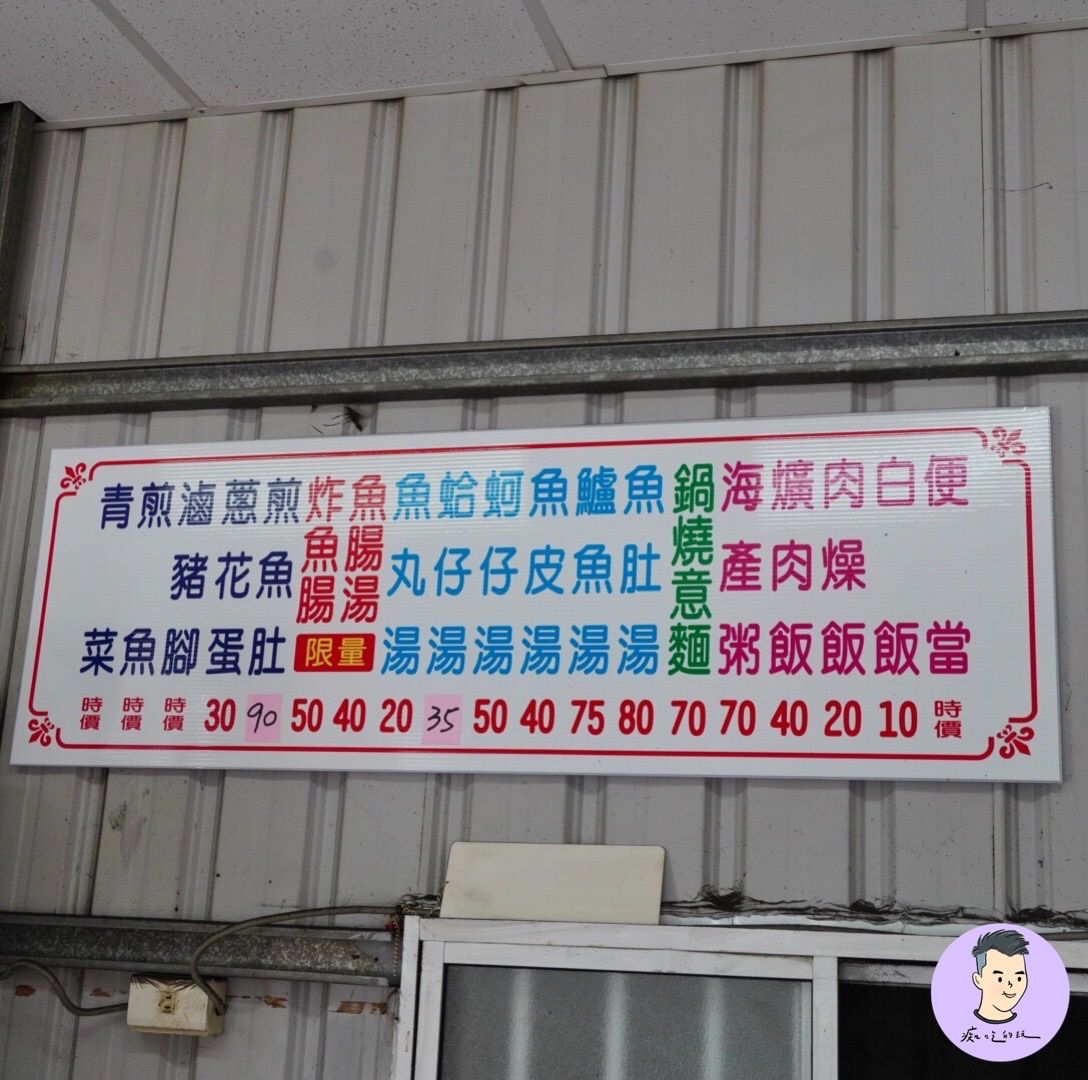 便當 時價
白飯 10
肉燥飯 20
爌肉飯 40
海產粥 70
鍋燒意麵 70
魚肚湯 80
鱸魚湯 75
魚皮湯 40
蚵仔湯 50
蛤仔湯 35
魚丸湯 20
魚腸湯 40
炸魚腸 50
限量
煎魚肚 90
蔥花蛋 30
滷豬腳 時價
煎魚 時價
青菜 時價
癡吃的玩